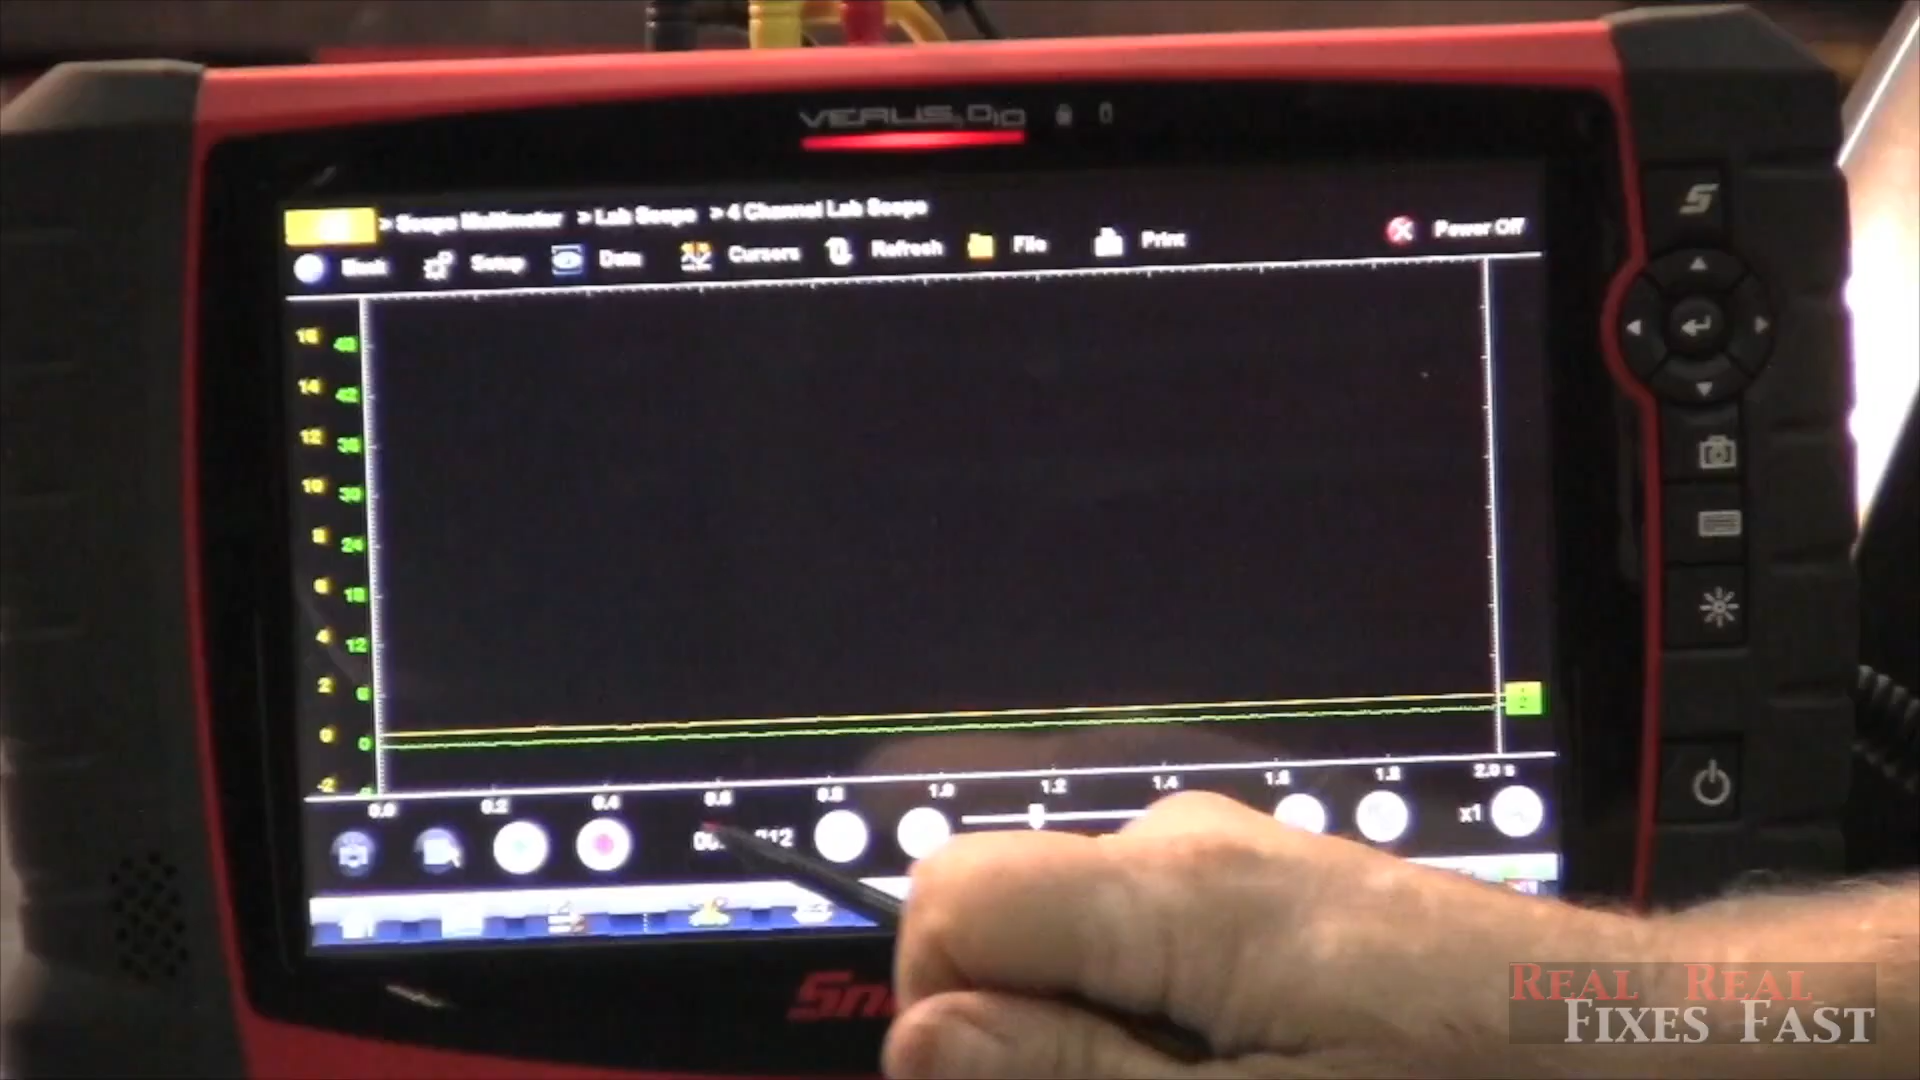 VERUS
> Scope Multimeter > Lab Scope > 4 Channel Lab Scope
Back Setup Data Cursors Refresh File Print Power Off
16 48
14 42
12 36
10 30
8 24
6 18
4 12
2 6
0 0
-2
0.0 0.2 0.4 0.6 0.8 1.0 1.2 1.4 1.6 1.8 2.0 s
x1
REAL REAL
FIXES FAST